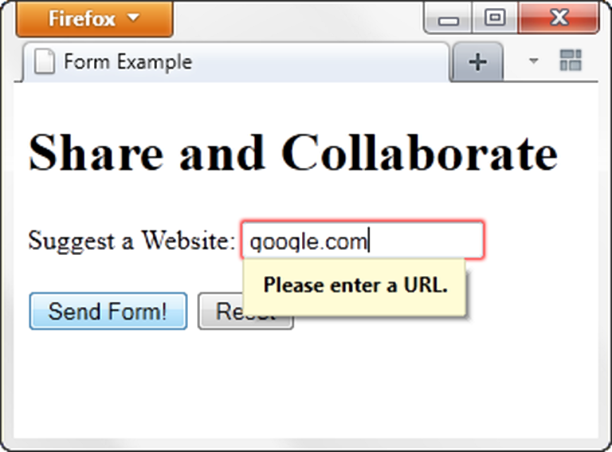 Firefox
Form Example
Share and Collaborate
Suggest a Website: google.com
Please enter a URL.
Send Form!